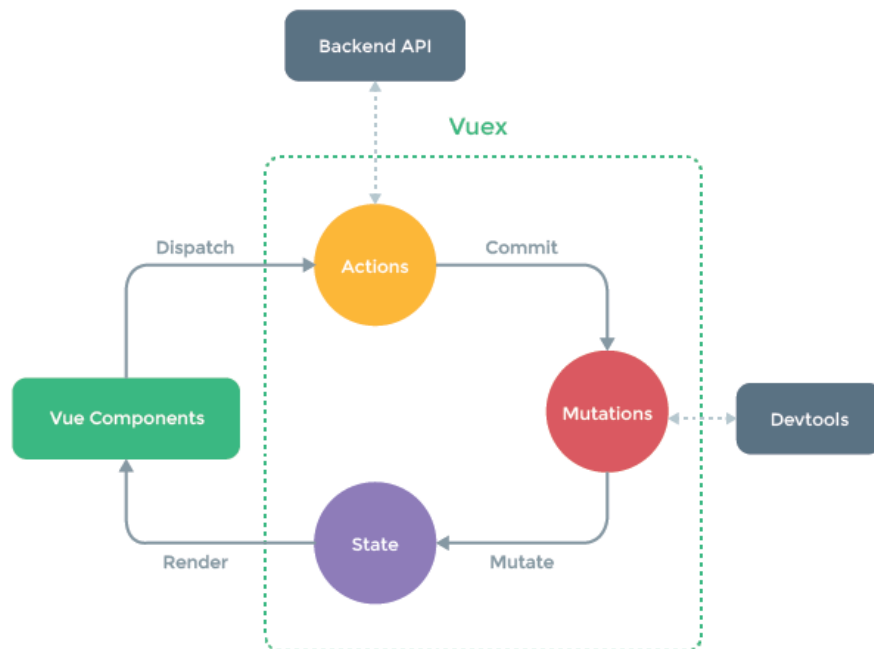 Backend API
Vuex
Dispatch
Commit
Actions
Vue Components
Mutations
Devtools
State
Render
Mutate